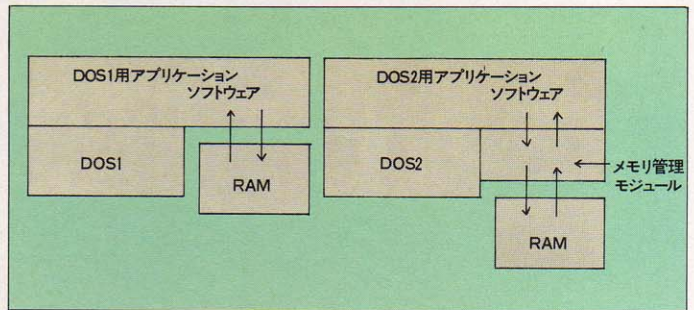 DOS1用アプリケーション
ソフトウェア
DOS1
RAM
DOS2用アプリケーション
ソフトウェア
DOS2
メモリ管理
モジュール
RAM